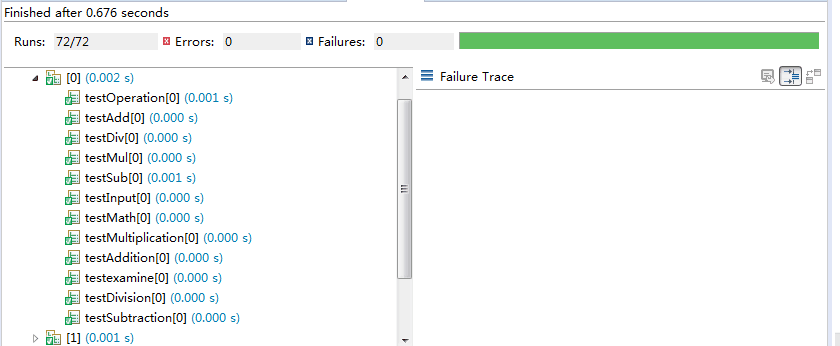 Finished after 0.676 seconds
Runs: 72/72 Errors: 0 Failures: 0
[0] (0.002 s)
testOperation[0] (0.001 s)
testAdd[0] (0.000 s)
testDiv[0] (0.000 s)
testMul[0] (0.000 s)
testSub[0] (0.001 s)
testInput[0] (0.000 s)
testMath[0] (0.000 s)
testMultiplication[0] (0.000 s)
testAddition[0] (0.000 s)
testexamine[0] (0.000 s)
testDivision[0] (0.000 s)
testSubtraction[0] (0.000 s)
[1] (0.001 s)
Failure Trace